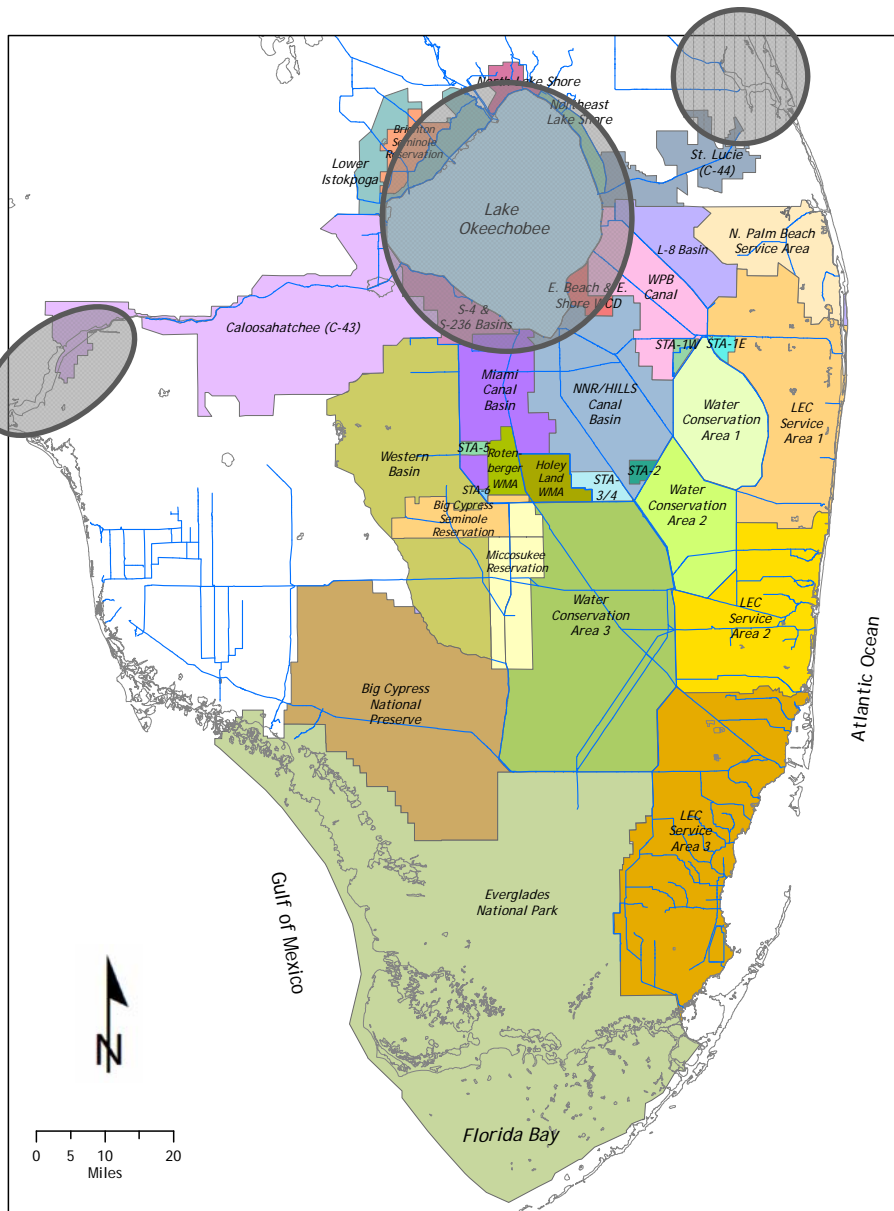 North Lake Shore
Northeast
Lake Shore
Brighton
Seminole
Reservation
Lower
Istokpoga
St. Lucie
(C-44)
Lake
Okeechobee
N. Palm Beach
Service Area
L-8 Basin
WPB
Canal
E. Beach & E.
Shore WCD
S-4 &
S-236 Basins
Caloosahatchee (C-43)
STA-1W
STA-1E
Miami
Canal
Basin
NNR/HILLS
Canal
Basin
Water
Conservation
Area 1
LEC
Service
Area 1
Western
Basin
STA-5
Roten-
berger
WMA
Holey
Land
WMA
STA-2
STA-
3/4
STA-6
Big Cypress
Seminole
Reservation
Water
Conservation
Area 2
Miccosukee
Reservation
Water
Conservation
Area 3
LEC
Service
Area 2
Big Cypress
National
Preserve
Atlantic Ocean
LEC
Service
Area 3
Gulf of Mexico
Everglades
National Park
N
Florida Bay
0 5 10 20
Miles